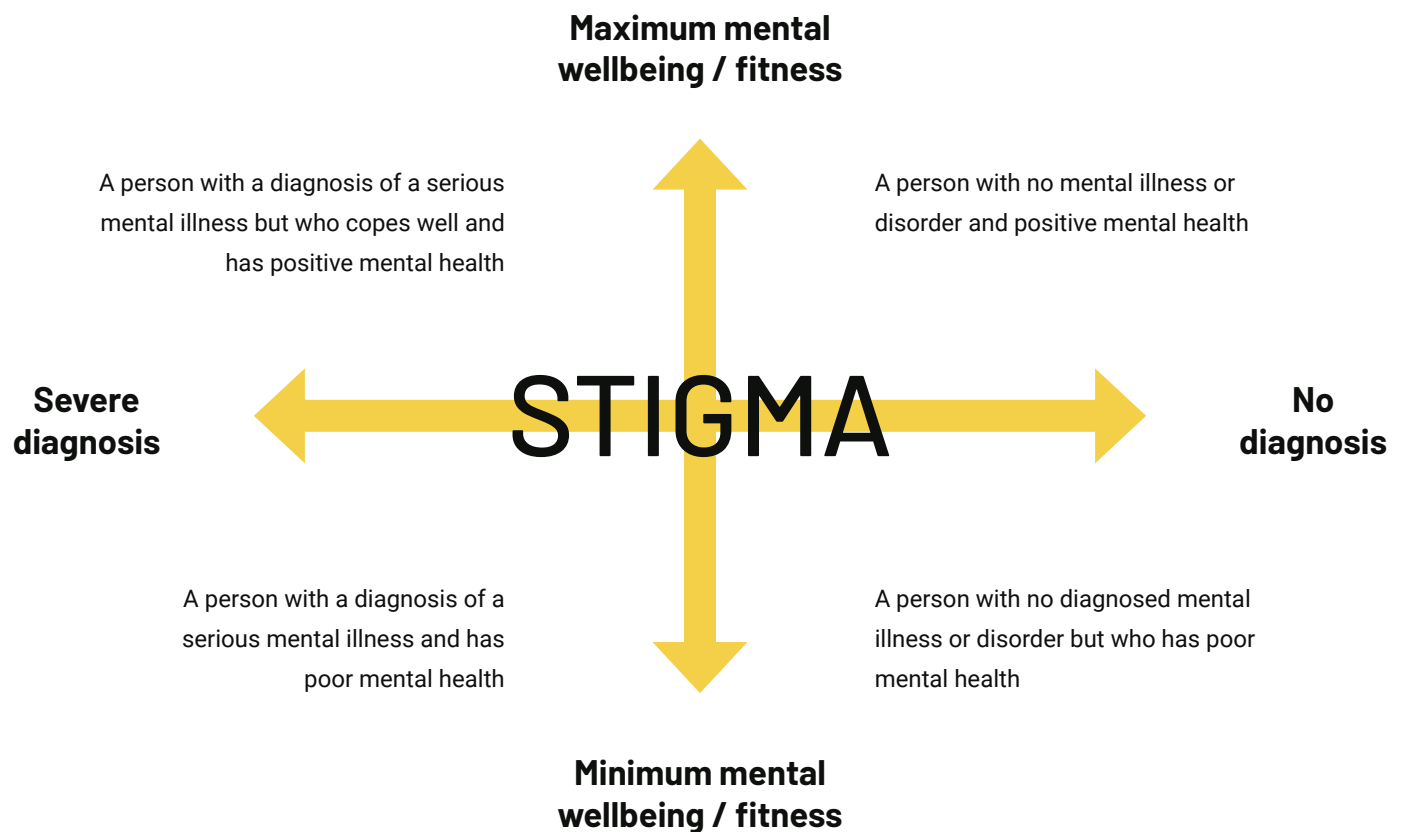 Maximum mental
wellbeing / fitness
A person with a diagnosis of a serious
mental illness but who copes well and
has positive mental health
A person with no mental illness or
disorder and positive mental health
Severe
diagnosis
STIGMA
No
diagnosis
A person with a diagnosis of a
serious mental illness and has
poor mental health
A person with no diagnosed mental
illness or disorder but who has poor
mental health
Minimum mental
wellbeing / fitness